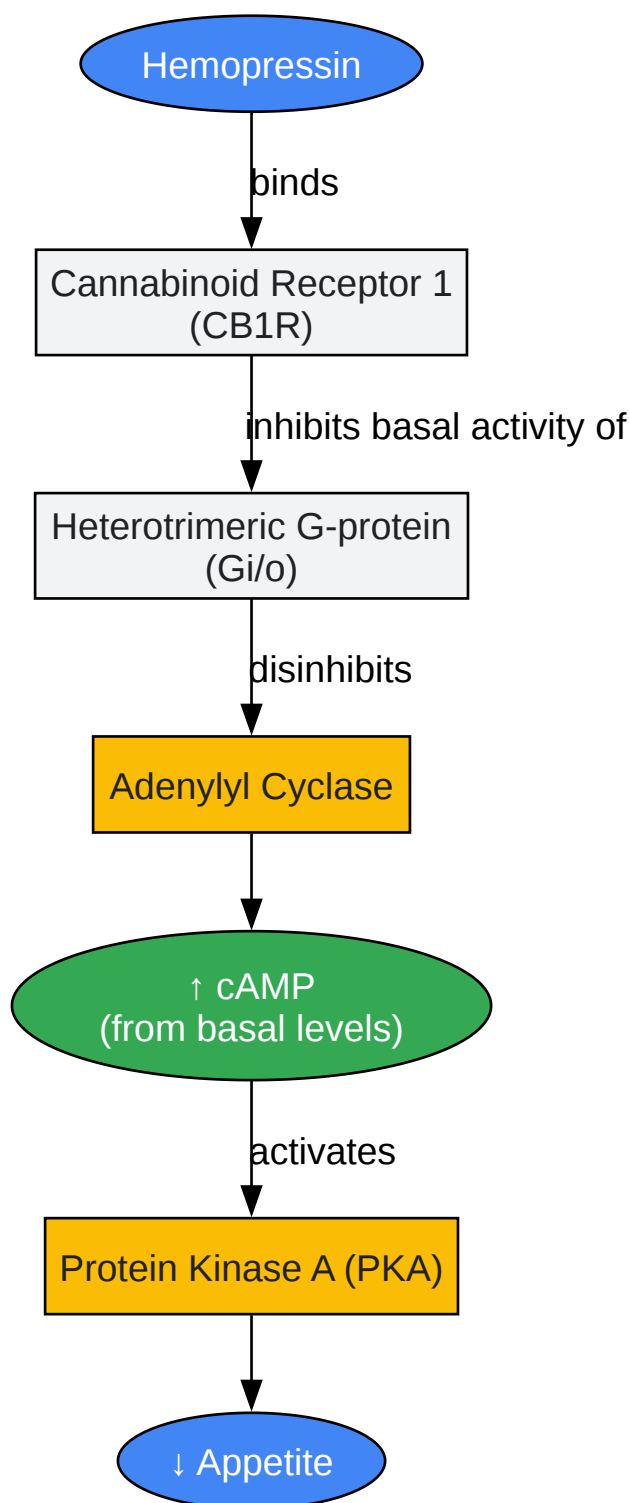 Hemopressin
binds
Cannabinoid Receptor 1
(CB1R)
inhibits basal activity of
Heterotrimeric G-protein
(Gi/o)
disinhibits
Adenylyl Cyclase
↑ cAMP
(from basal levels)
activates
Protein Kinase A (PKA)
↓ Appetite